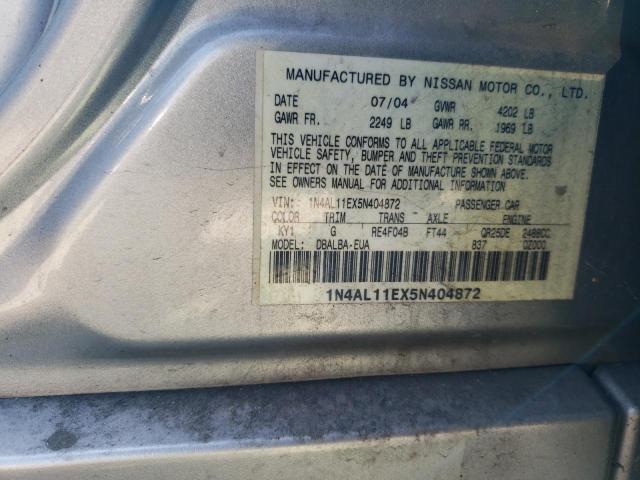 MANUFACTURED BY NISSAN MOTOR CO., LTD.
DATE 07/04 GVWR 4202 LB
GAWR FR. 2249 LB GAWR RR. 1969 LB
THIS VEHICLE CONFORMS TO ALL APPLICABLE FEDERAL MOTOR
VEHICLE SAFETY, BUMPER AND THEFT PREVENTION STANDARDS
IN EFFECT ON THE DATE OF MANUFACTURE SHOWN ABOVE.
SEE OWNERS MANUAL FOR ADDITIONAL INFORMATION
VIN: 1N4AL11EX5N404872 PASSENGER CAR
COLOR TRIM TRANS AXLE ENGINE
KY1 G RE4F04B FT44 QR25DE 2488CC
MODEL: DBALBA-EUA 837 0Z000
1N4AL11EX5N404872